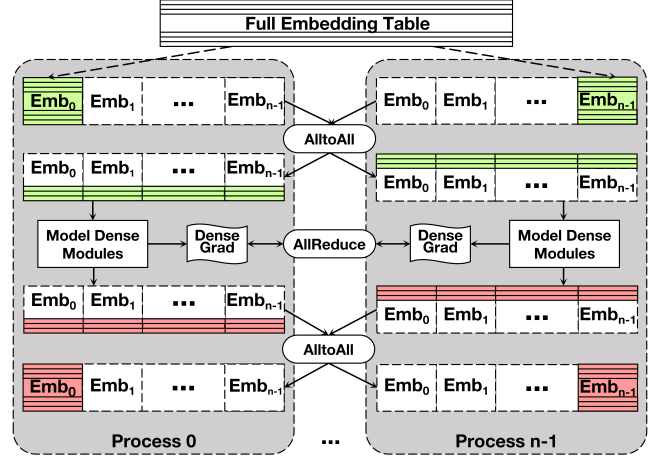 Full Embedding Table
Emb0 Emb1 ... Embn-1
Emb0 Emb1 ... Embn-1
AlltoAll
Emb0 Emb1 ... Embn-1
Emb0 Emb1 ... Embn-1
Model Dense
Modules
Dense
Grad
AllReduce
Dense
Grad
Model Dense
Modules
Emb0 Emb1 ... Embn-1
Emb0 Emb1 ... Embn-1
AlltoAll
Emb0 Emb1 ... Embn-1
Emb0 Emb1 ... Embn-1
Process 0 ... Process n-1